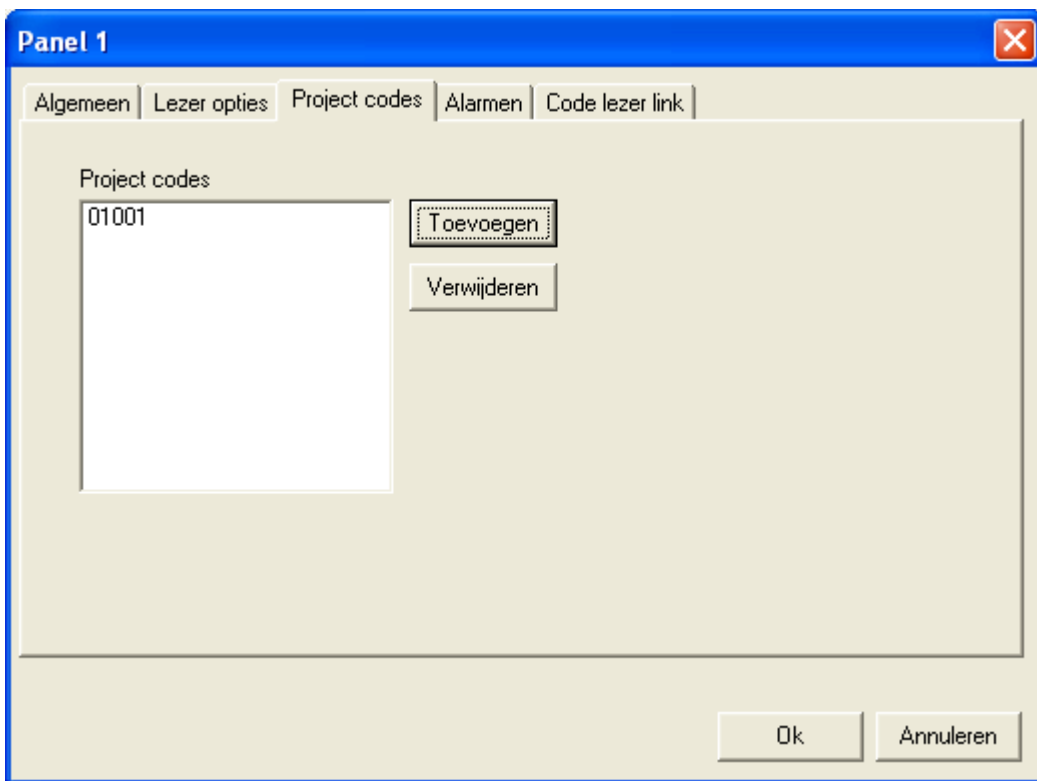 Panel 1
Algemeen Lezer opties Project codes Alarmen Code lezer link
Project codes
01001
Toevoegen
Verwijderen
Ok Annuleren